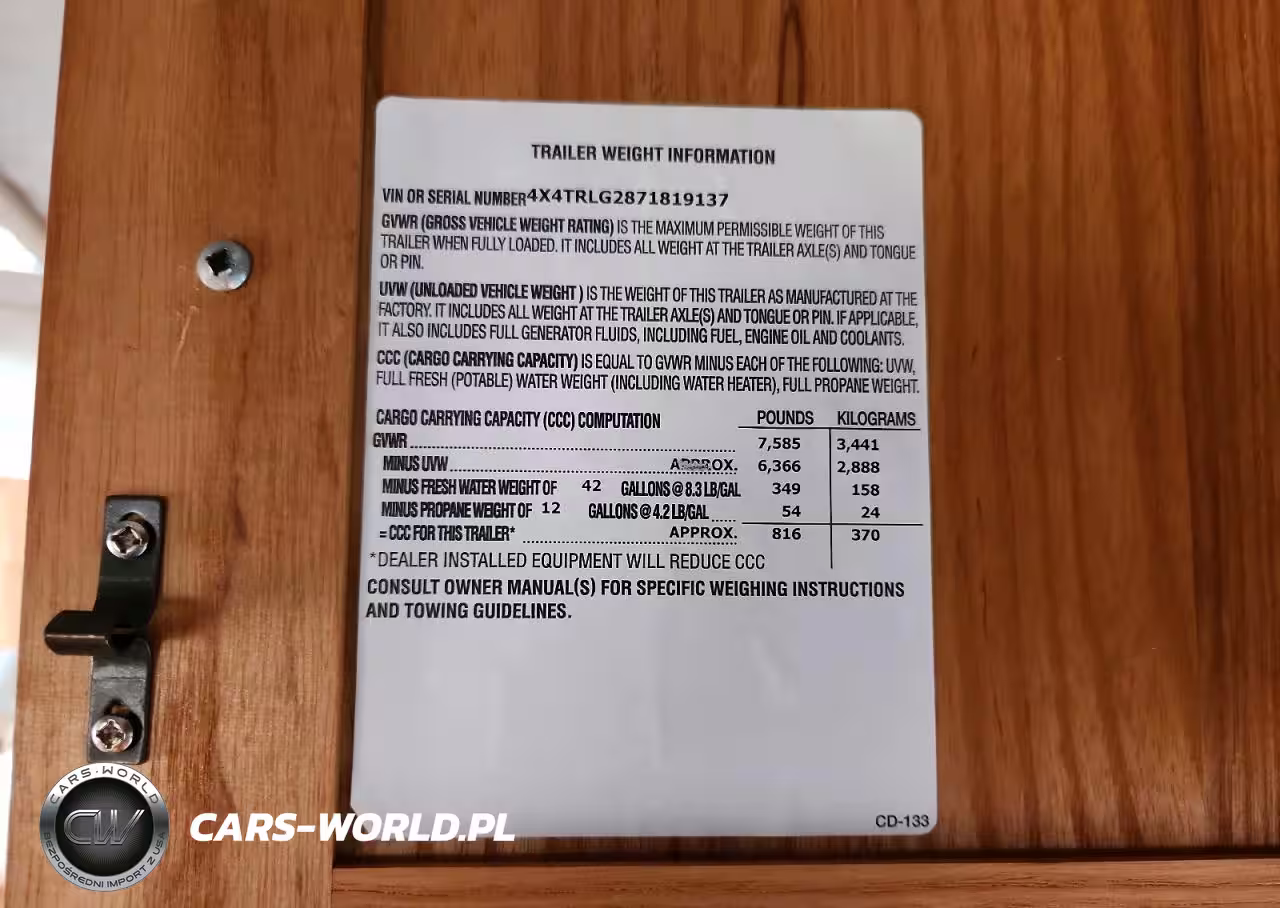 TRAILER WEIGHT INFORMATION
VIN OR SERIAL NUMBER 4X4TRLG2871819137
GVWR (GROSS VEHICLE WEIGHT RATING) IS THE MAXIMUM PERMISSIBLE WEIGHT OF THIS
TRAILER WHEN FULLY LOADED. IT INCLUDES ALL WEIGHT AT THE TRAILER AXLE(S) AND TONGUE
OR PIN.
UVW (UNLOADED VEHICLE WEIGHT ) IS THE WEIGHT OF THIS TRAILER AS MANUFACTURED AT THE
FACTORY. IT INCLUDES ALL WEIGHT AT THE TRAILER AXLE(S) AND TONGUE OR PIN. IF APPLICABLE,
IT ALSO INCLUDES FULL GENERATOR FLUIDS, INCLUDING FUEL, ENGINE OIL AND COOLANTS.
CCC (CARGO CARRYING CAPACITY) IS EQUAL TO GVWR MINUS EACH OF THE FOLLOWING: UVW,
FULL FRESH (POTABLE) WATER WEIGHT (INCLUDING WATER HEATER), FULL PROPANE WEIGHT.
CARGO CARRYING CAPACITY (CCC) COMPUTATION POUNDS KILOGRAMS
GVWR 7,585 3,441
MINUS UVW APPROX. 6,366 2,888
MINUS FRESH WATER WEIGHT OF 42 GALLONS @ 8.3 LB/GAL 349 158
MINUS PROPANE WEIGHT OF 12 GALLONS @ 4.2 LB/GAL 54 24
= CCC FOR THIS TRAILER* APPROX. 816 370
*DEALER INSTALLED EQUIPMENT WILL REDUCE CCC
CONSULT OWNER MANUAL(S) FOR SPECIFIC WEIGHING INSTRUCTIONS
AND TOWING GUIDELINES.
CD-133
CARS-WORLD
CW
BEZPOŚREDNI IMPORT Z USA
CARS-WORLD.PL